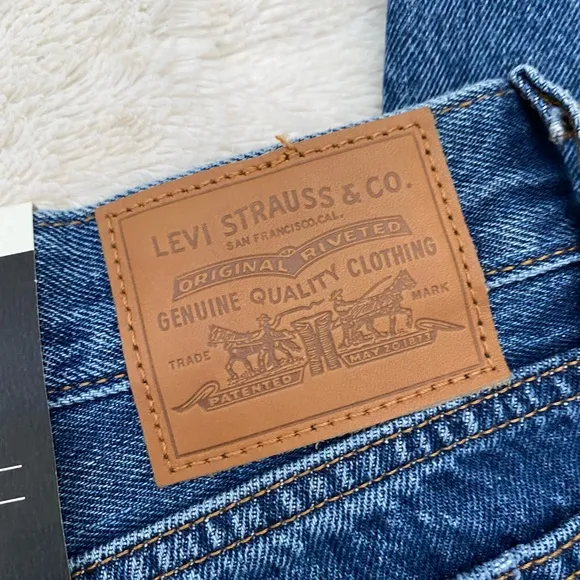 LEVI STRAUSS & CO.
SAN FRANCISCO.CAL.
ORIGINAL RIVETED
GENUINE QUALITY CLOTHING
TRADE MARK
PATENTED MAY 20 1873